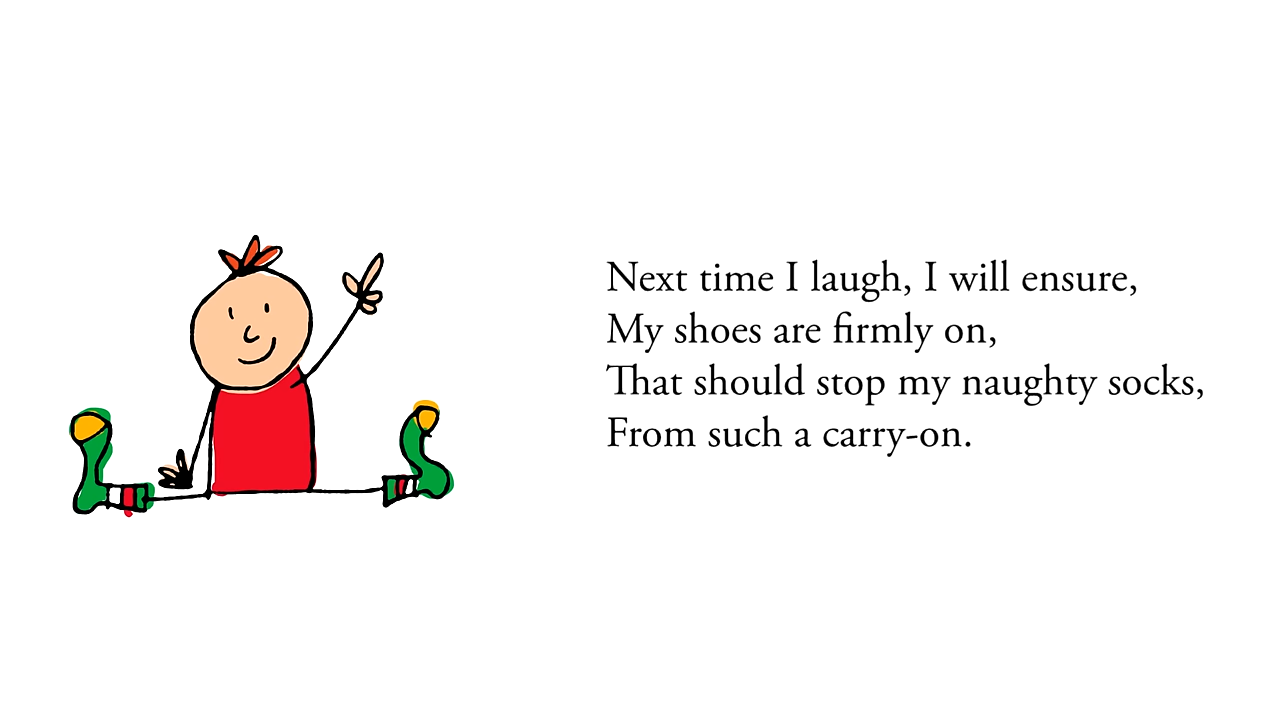 Next time I laugh, I will ensure,
My shoes are firmly on,
That should stop my naughty socks,
From such a carry-on.